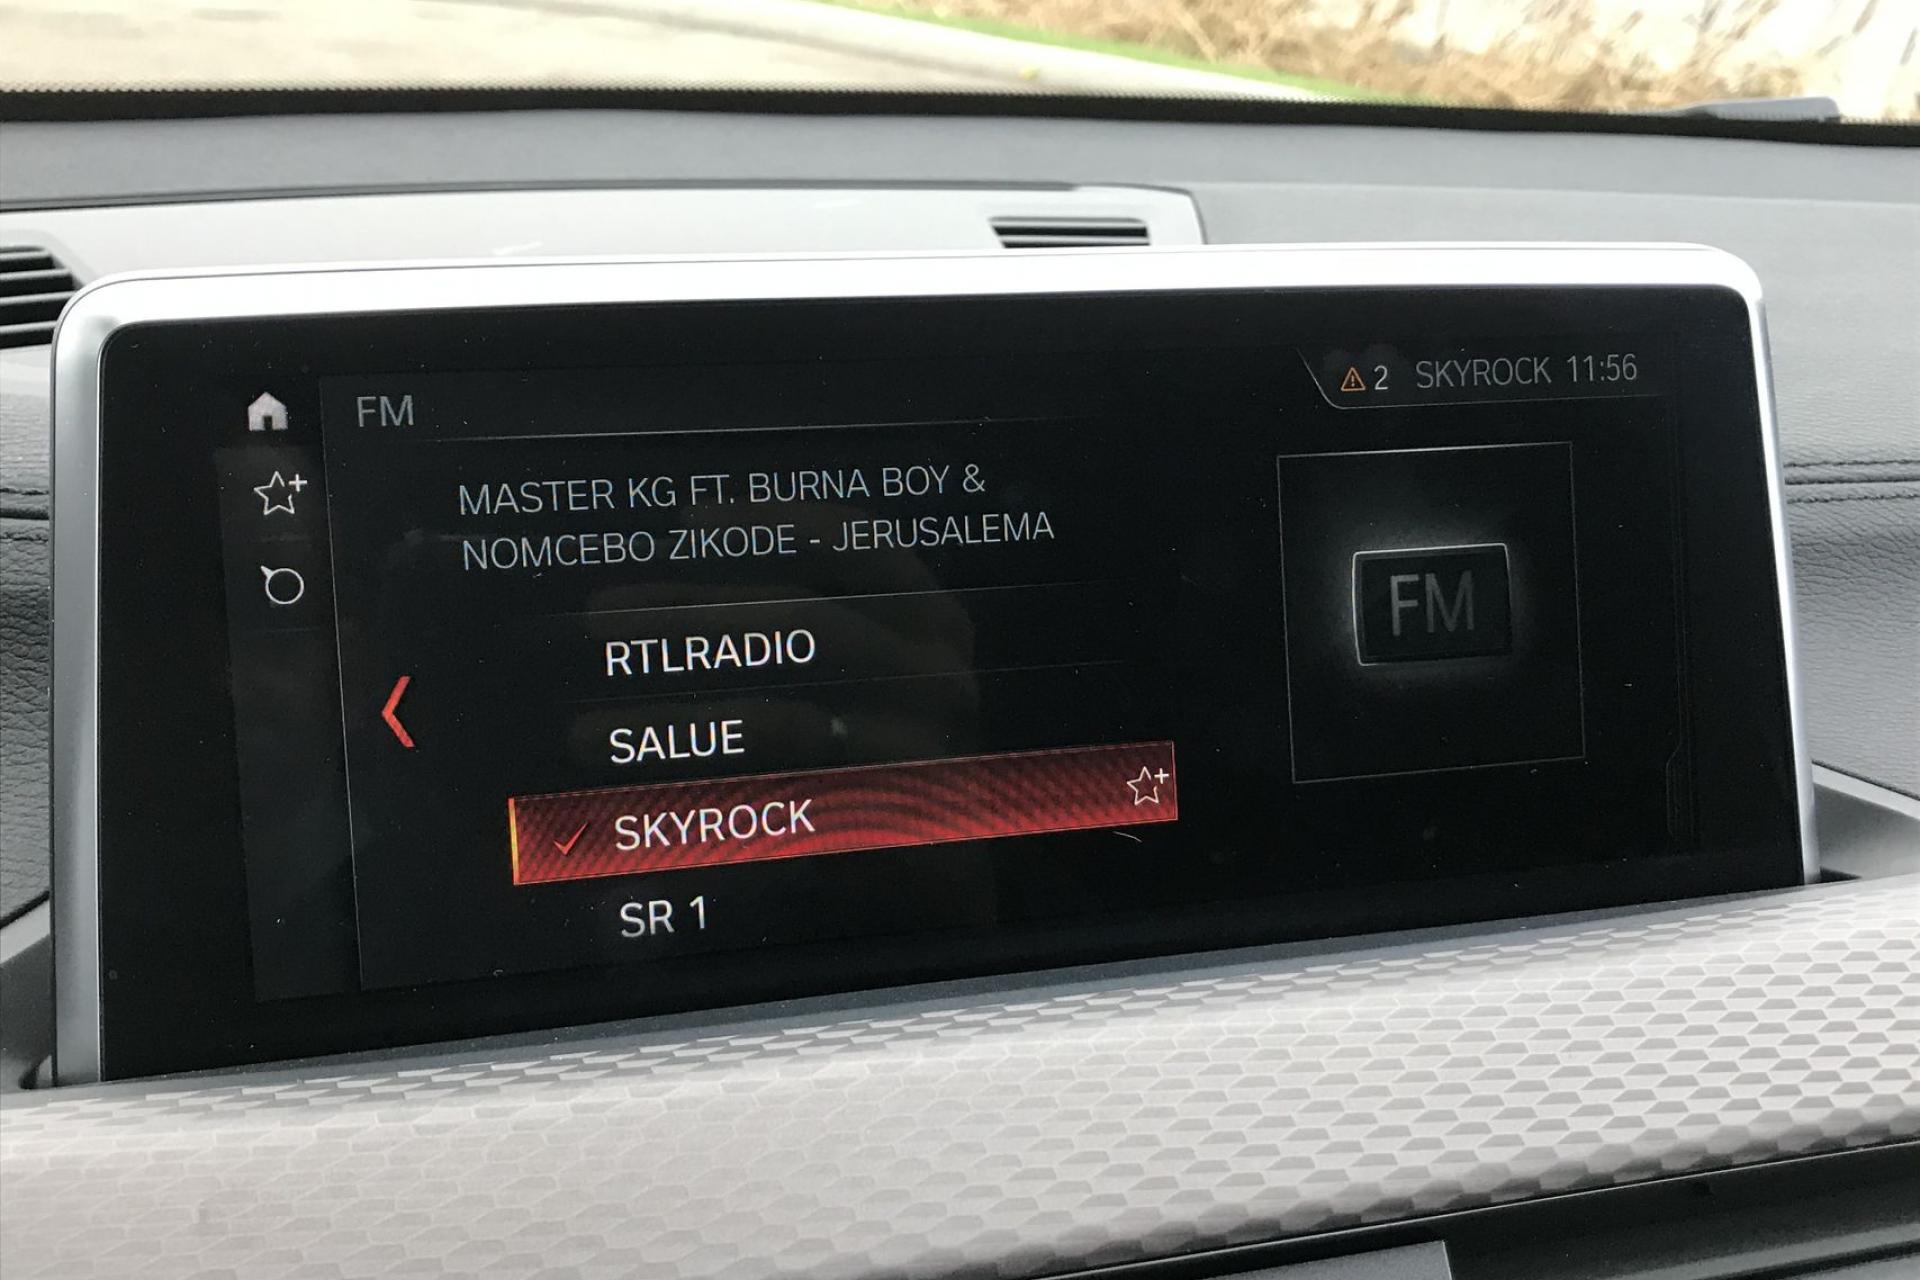 FM
2 SKYROCK 11:56
MASTER KG FT. BURNA BOY &
NOMCEBO ZIKODE - JERUSALEMA
FM
RTLRADIO
SALUE
SKYROCK
SR 1